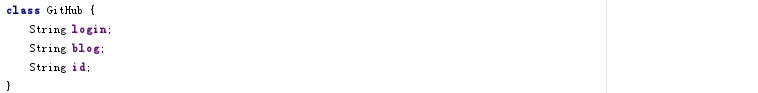 class GitHub {
    String login;
    String blog;
    String id;
}